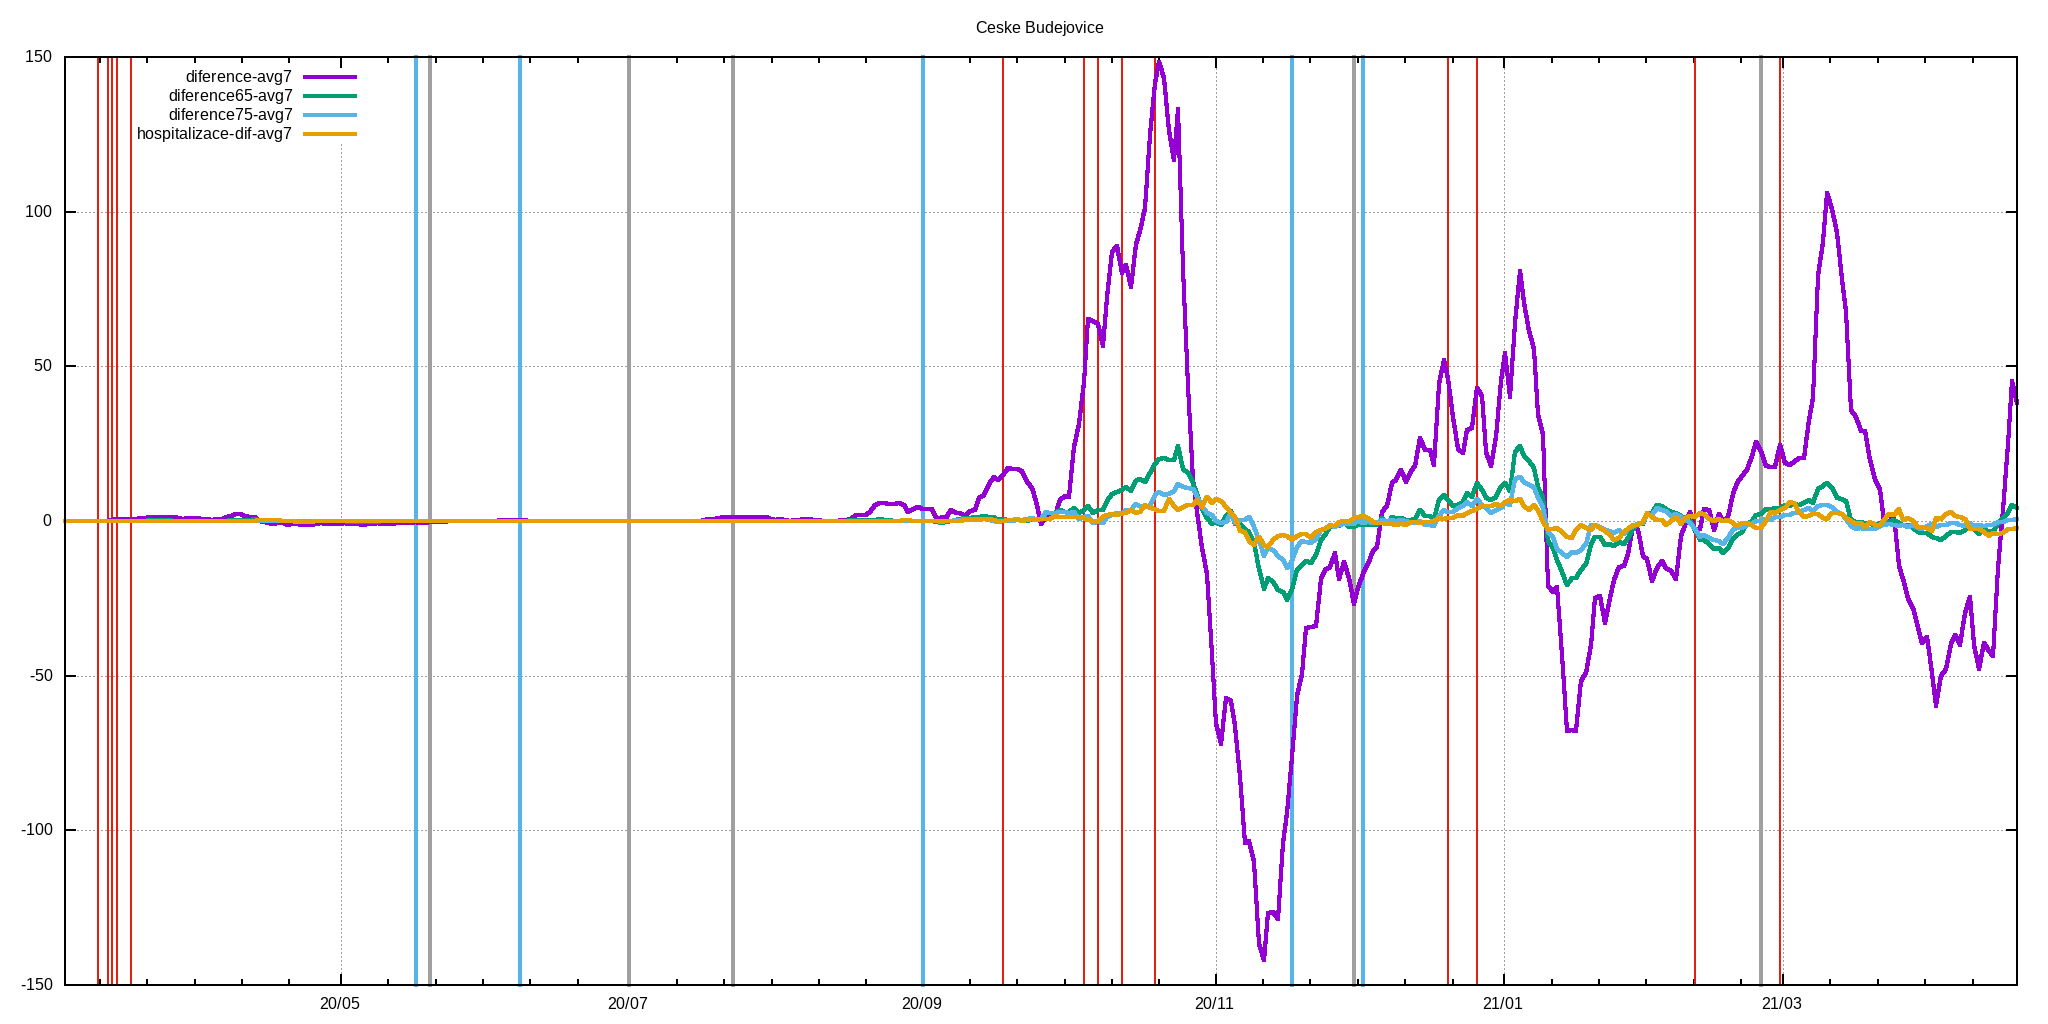 Ceske Budejovice
150
diference-avg7
diference65-avg7
diference75-avg7
hospitalizace-dif-avg7
100
50
0
-50
-100
-150
20/05 20/07 20/09 20/11 21/01 21/03